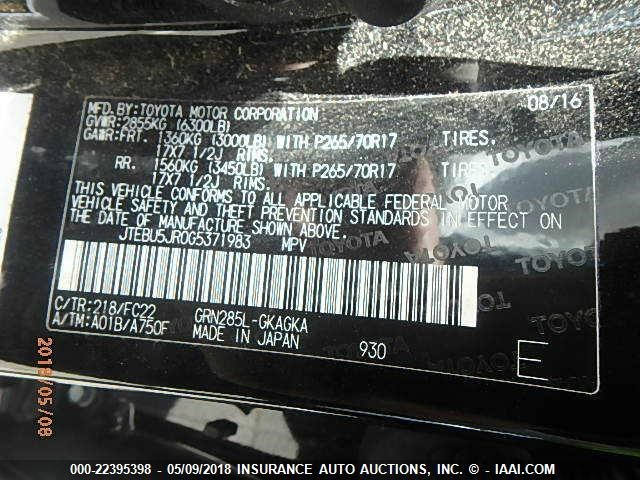 MFD. BY: TOYOTA MOTOR CORPORATION 08/16
GVWR: 2855KG (6300LB)
GAWR: FRT. 1360KG (3000LB) WITH P265/70R17 TIRES,
17X7 1/2J RIMS,
RR. 1560KG (3450LB) WITH P265/70R17 TIRES,
17X7 1/2J RIMS.
THIS VEHICLE CONFORMS TO ALL APPLICABLE FEDERAL MOTOR
VEHICLE SAFETY AND THEFT PREVENTION STANDARDS IN EFFECT ON
THE DATE OF MANUFACTURE SHOWN ABOVE.
JTEBU5JR0G5371983 MPV
C/TR: 218/FC22 GRN285L-GKAGKA
A/TM: A01B/A750F MADE IN JAPAN 930 E
TOYOTA TOYOTA TOYOTA TOYOTA
2018/05/08
000-22395398 - 05/09/2018 INSURANCE AUTO AUCTIONS, INC. - © - IAAI.COM